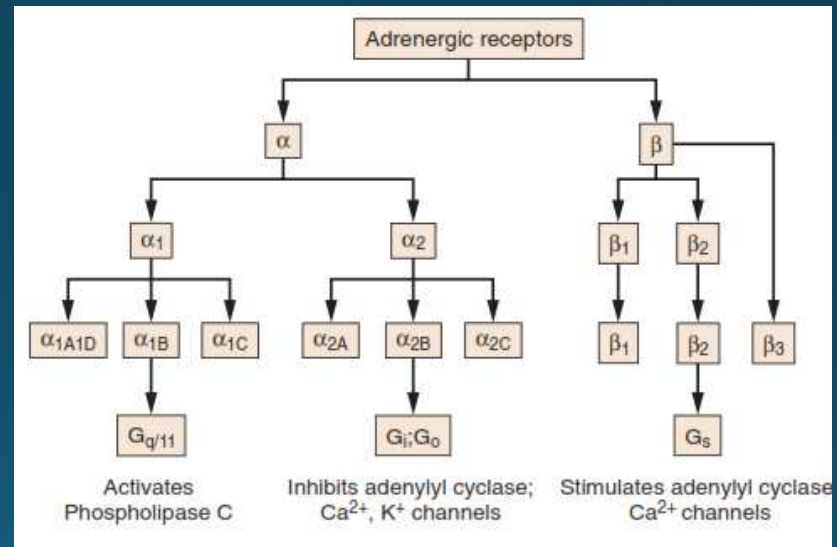 Adrenergic receptors
α
β
α1
α2
β1
β2
α1A1D
α1B
α1C
α2A
α2B
α2C
β1
β2
β3
Gq/11
Gi;Go
Gs
Activates
Phospholipase C
Inhibits adenylyl cyclase;
Ca2+, K+ channels
Stimulates adenylyl cyclase
Ca2+ channels